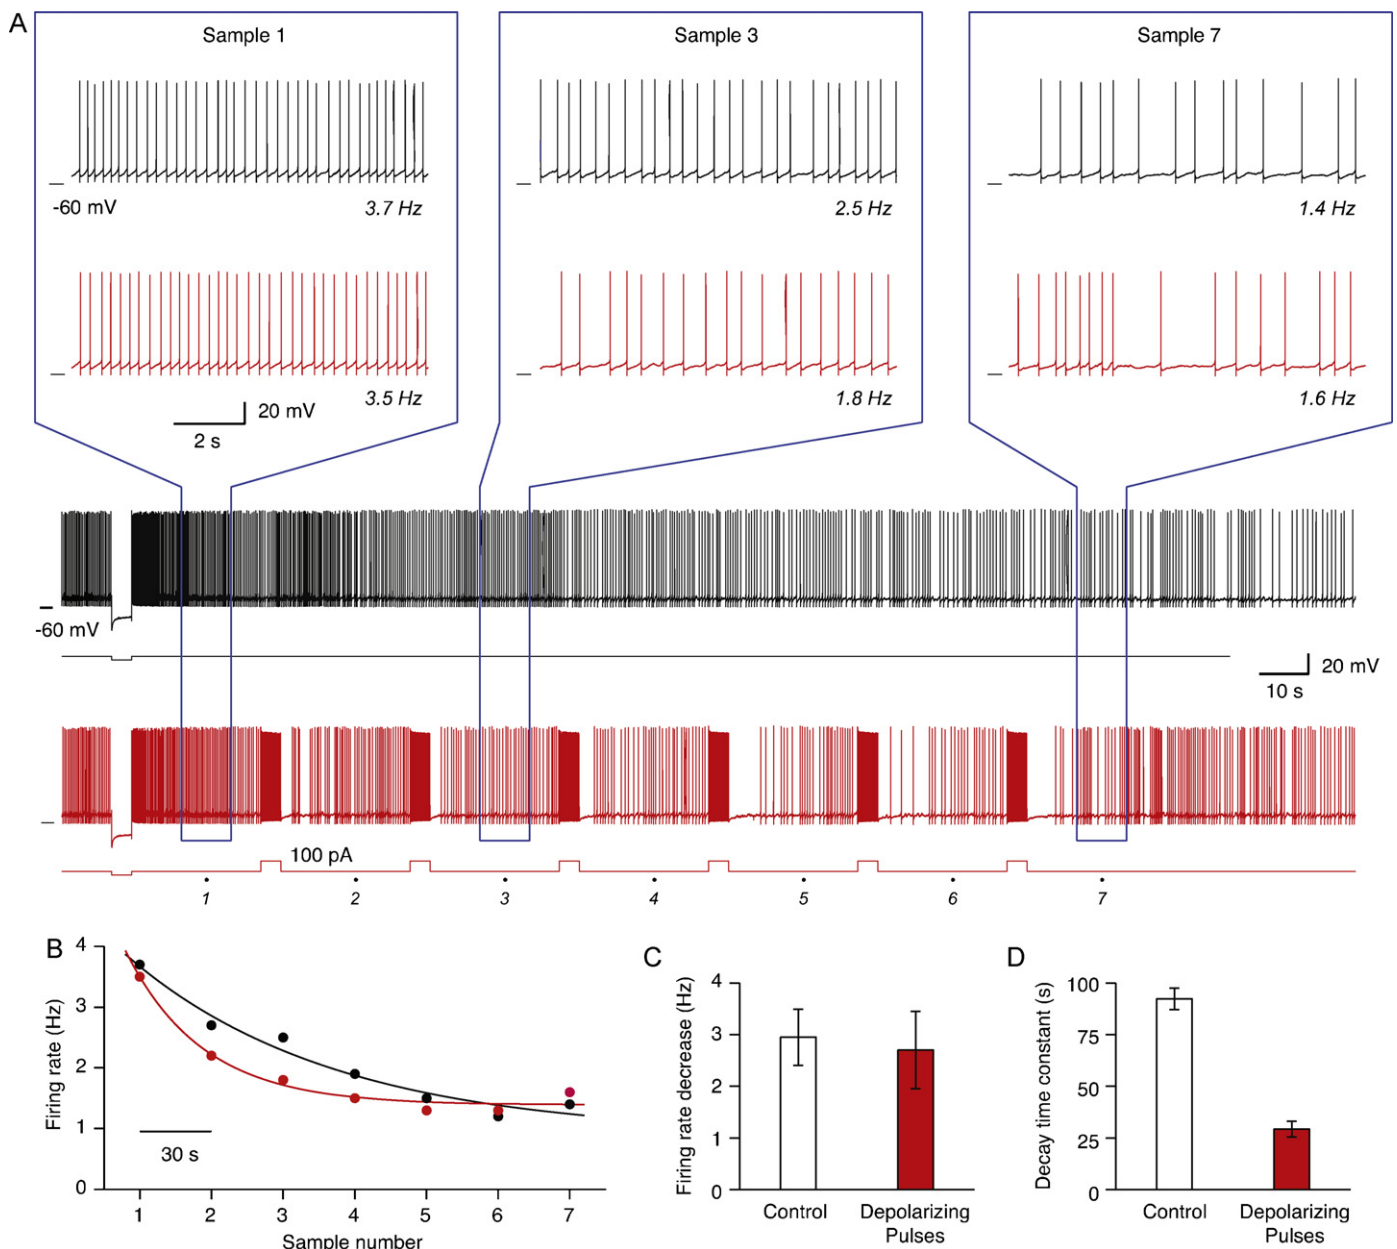 A
Sample 1
Sample 3
Sample 7
-60 mV
3.7 Hz
2.5 Hz
1.4 Hz
3.5 Hz
1.8 Hz
1.6 Hz
20 mV
2 s
-60 mV
20 mV
10 s
100 pA
1 2 3 4 5 6 7
B
Firing rate (Hz)
4
3
2
1
0
30 s
1 2 3 4 5 6 7
Sample number
C
Firing rate decrease (Hz)
4
3
2
1
0
Control
Depolarizing
Pulses
D
Decay time constant (s)
100
75
50
25
0
Control
Depolarizing
Pulses